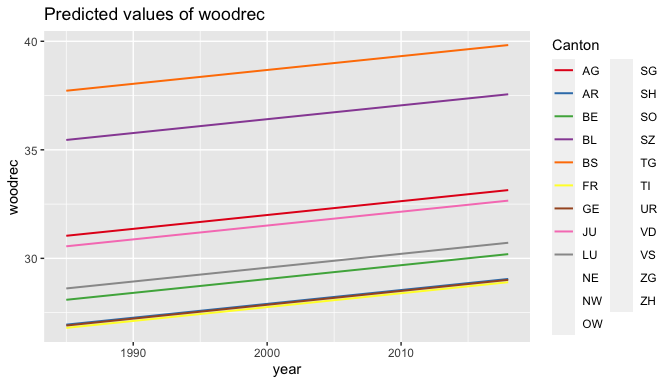 Predicted values of woodrec
40
35
30
woodrec
1990
2000
2010
year
Canton
AG
AR
BE
BL
BS
FR
GE
JU
LU
NE
NW
OW
SG
SH
SO
SZ
TG
TI
UR
VD
VS
ZG
ZH